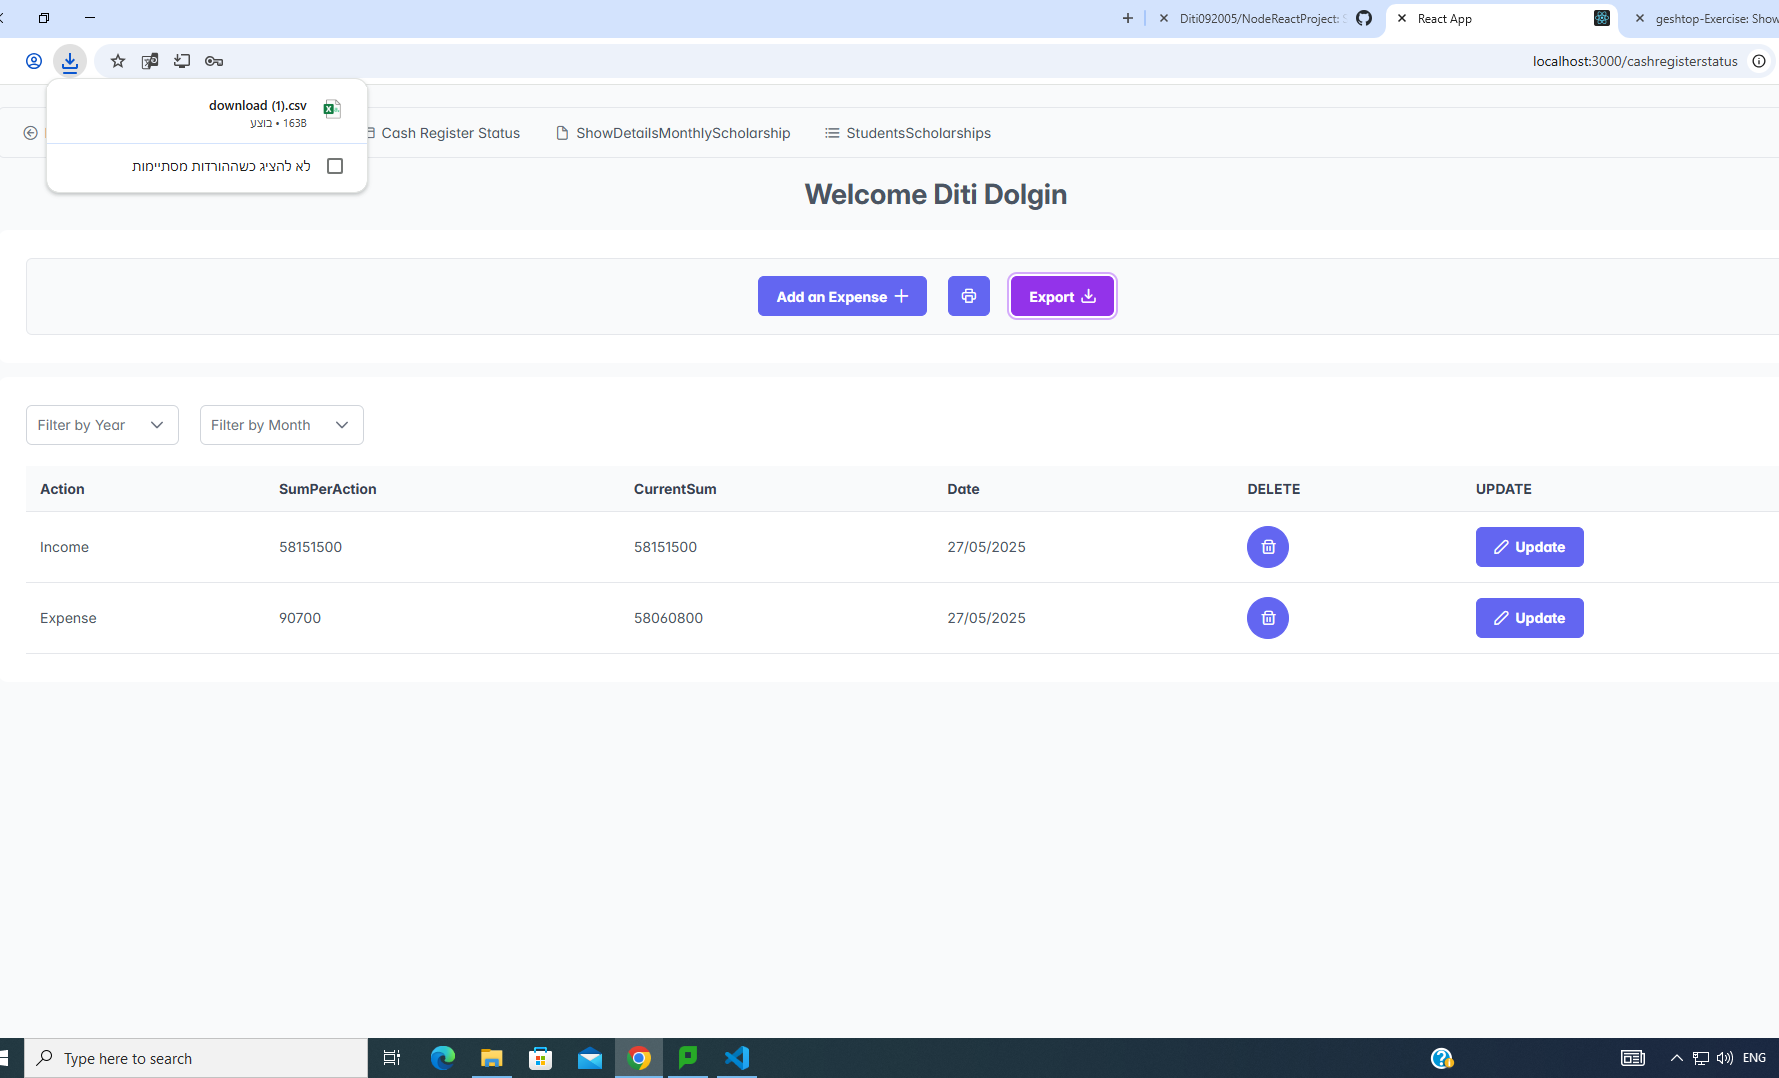 Diti092005/NodeReactProject:
React App
geshtop-Exercise: Show
localhost:3000/cashregisterstatus
download (1).csv
163B • בוצע
לא להציג כשההורדות מסתיימות
Cash Register Status
ShowDetailsMonthlyScholarship
StudentsScholarships
Welcome Diti Dolgin
Add an Expense
Export
Filter by Year
Filter by Month
Action SumPerAction CurrentSum Date DELETE UPDATE
Income 58151500 58151500 27/05/2025 Update
Expense 90700 58060800 27/05/2025 Update
Type here to search
ENG